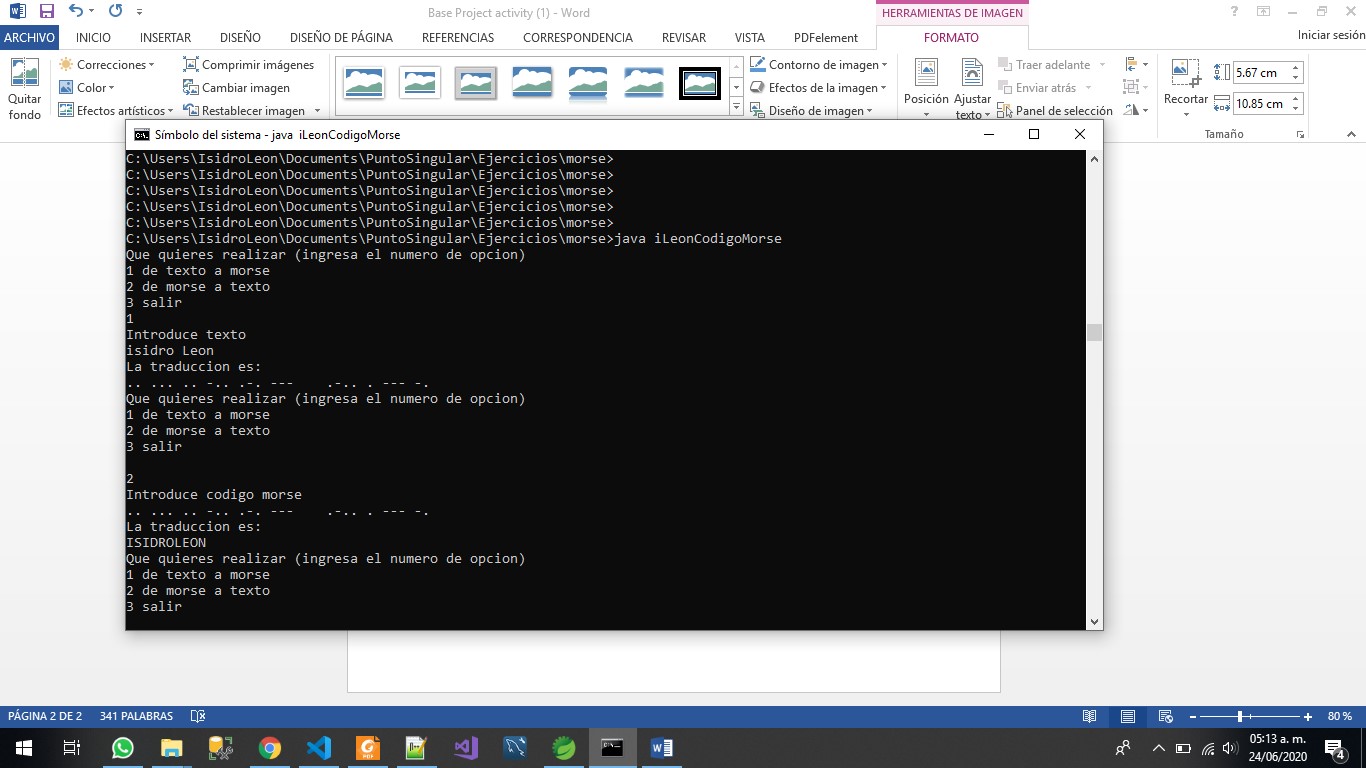 Base Project activity (1) - Word
HERRAMIENTAS DE IMAGEN
?
ARCHIVO INICIO INSERTAR DISEÑO DISEÑO DE PÁGINA REFERENCIAS CORRESPONDENCIA REVISAR VISTA PDFelement FORMATO Iniciar sesión
Quitar fondo
Correcciones
Color
Efectos artísticos
Comprimir imágenes
Cambiar imagen
Restablecer imagen
Contorno de imagen
Efectos de la imagen
Diseño de imagen
Posición
Ajustar texto
Traer adelante
Enviar atrás
Panel de selección
Recortar
5.67 cm
10.85 cm
Tamaño
Símbolo del sistema - java iLeonCodigoMorse
C:\Users\IsidroLeon\Documents\PuntoSingular\Ejercicios\morse>
C:\Users\IsidroLeon\Documents\PuntoSingular\Ejercicios\morse>
C:\Users\IsidroLeon\Documents\PuntoSingular\Ejercicios\morse>
C:\Users\IsidroLeon\Documents\PuntoSingular\Ejercicios\morse>
C:\Users\IsidroLeon\Documents\PuntoSingular\Ejercicios\morse>
C:\Users\IsidroLeon\Documents\PuntoSingular\Ejercicios\morse>java iLeonCodigoMorse
Que quieres realizar (ingresa el numero de opcion)
1 de texto a morse
2 de morse a texto
3 salir
1
Introduce texto
isidro Leon
La traduccion es:
.. ... .. -.. .-. ---    .-.. . --- -.
Que quieres realizar (ingresa el numero de opcion)
1 de texto a morse
2 de morse a texto
3 salir
2
Introduce codigo morse
.. ... .. -.. .-. ---    .-.. . --- -.
La traduccion es:
ISIDROLEON
Que quieres realizar (ingresa el numero de opcion)
1 de texto a morse
2 de morse a texto
3 salir
PÁGINA 2 DE 2 341 PALABRAS 80 %
05:13 a. m.
24/06/2020
4